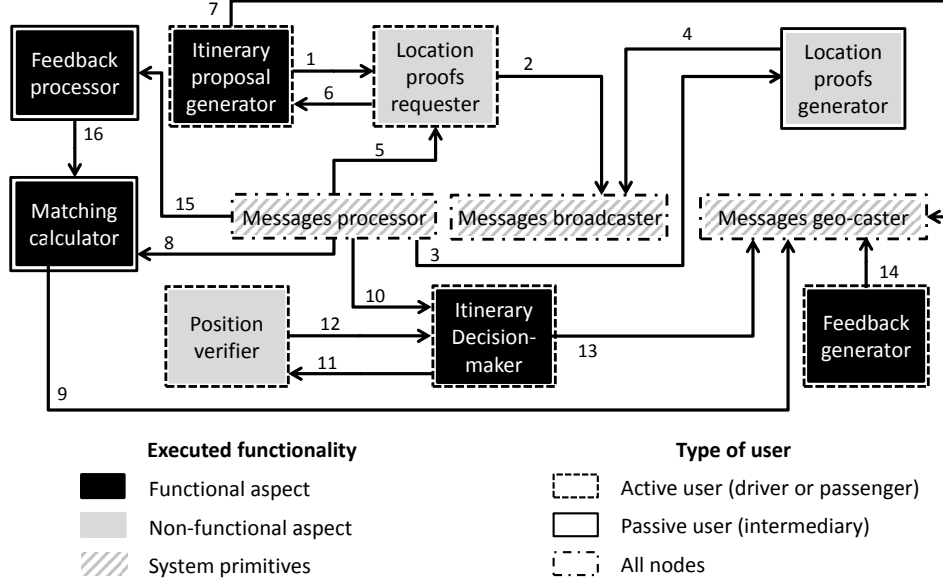 7
Feedback
processor
Itinerary
proposal
generator
1
6
Location
proofs
requester
2
4
Location
proofs
generator
16
5
3
15
Messages processor
Messages broadcaster
Messages geo-caster
Matching
calculator
8
10
14
Position
verifier
12
11
Itinerary
Decision-
maker
13
Feedback
generator
9
Executed functionality
Functional aspect
Non-functional aspect
System primitives
Type of user
Active user (driver or passenger)
Passive user (intermediary)
All nodes